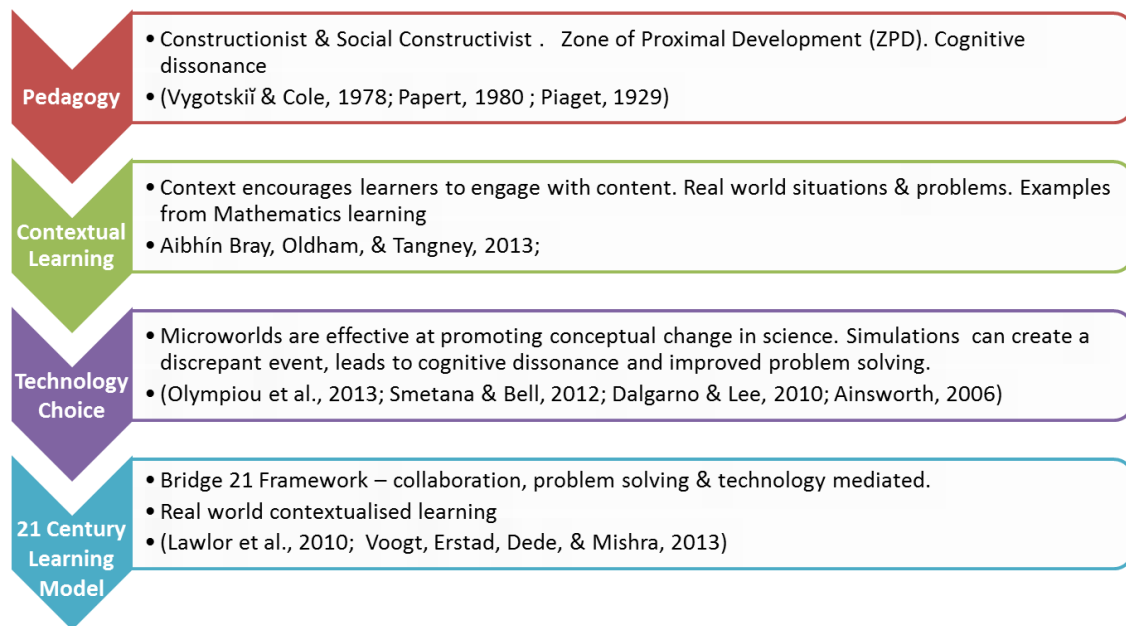 Pedagogy
• Constructionist & Social Constructivist .   Zone of Proximal Development (ZPD). Cognitive
dissonance
• (Vygotskiĭ & Cole, 1978; Papert, 1980 ; Piaget, 1929)
Contextual
Learning
• Context encourages learners to engage with content. Real world situations & problems. Examples
from Mathematics learning
• Aibhín Bray, Oldham, & Tangney, 2013;
Technology
Choice
• Microworlds are effective at promoting conceptual change in science. Simulations  can create a
discrepant event, leads to cognitive dissonance and improved problem solving.
• (Olympiou et al., 2013; Smetana & Bell, 2012; Dalgarno & Lee, 2010; Ainsworth, 2006)
21 Century
Learning
Model
• Bridge 21 Framework – collaboration, problem solving & technology mediated.
• Real world contextualised learning
• (Lawlor et al., 2010;  Voogt, Erstad, Dede, & Mishra, 2013)